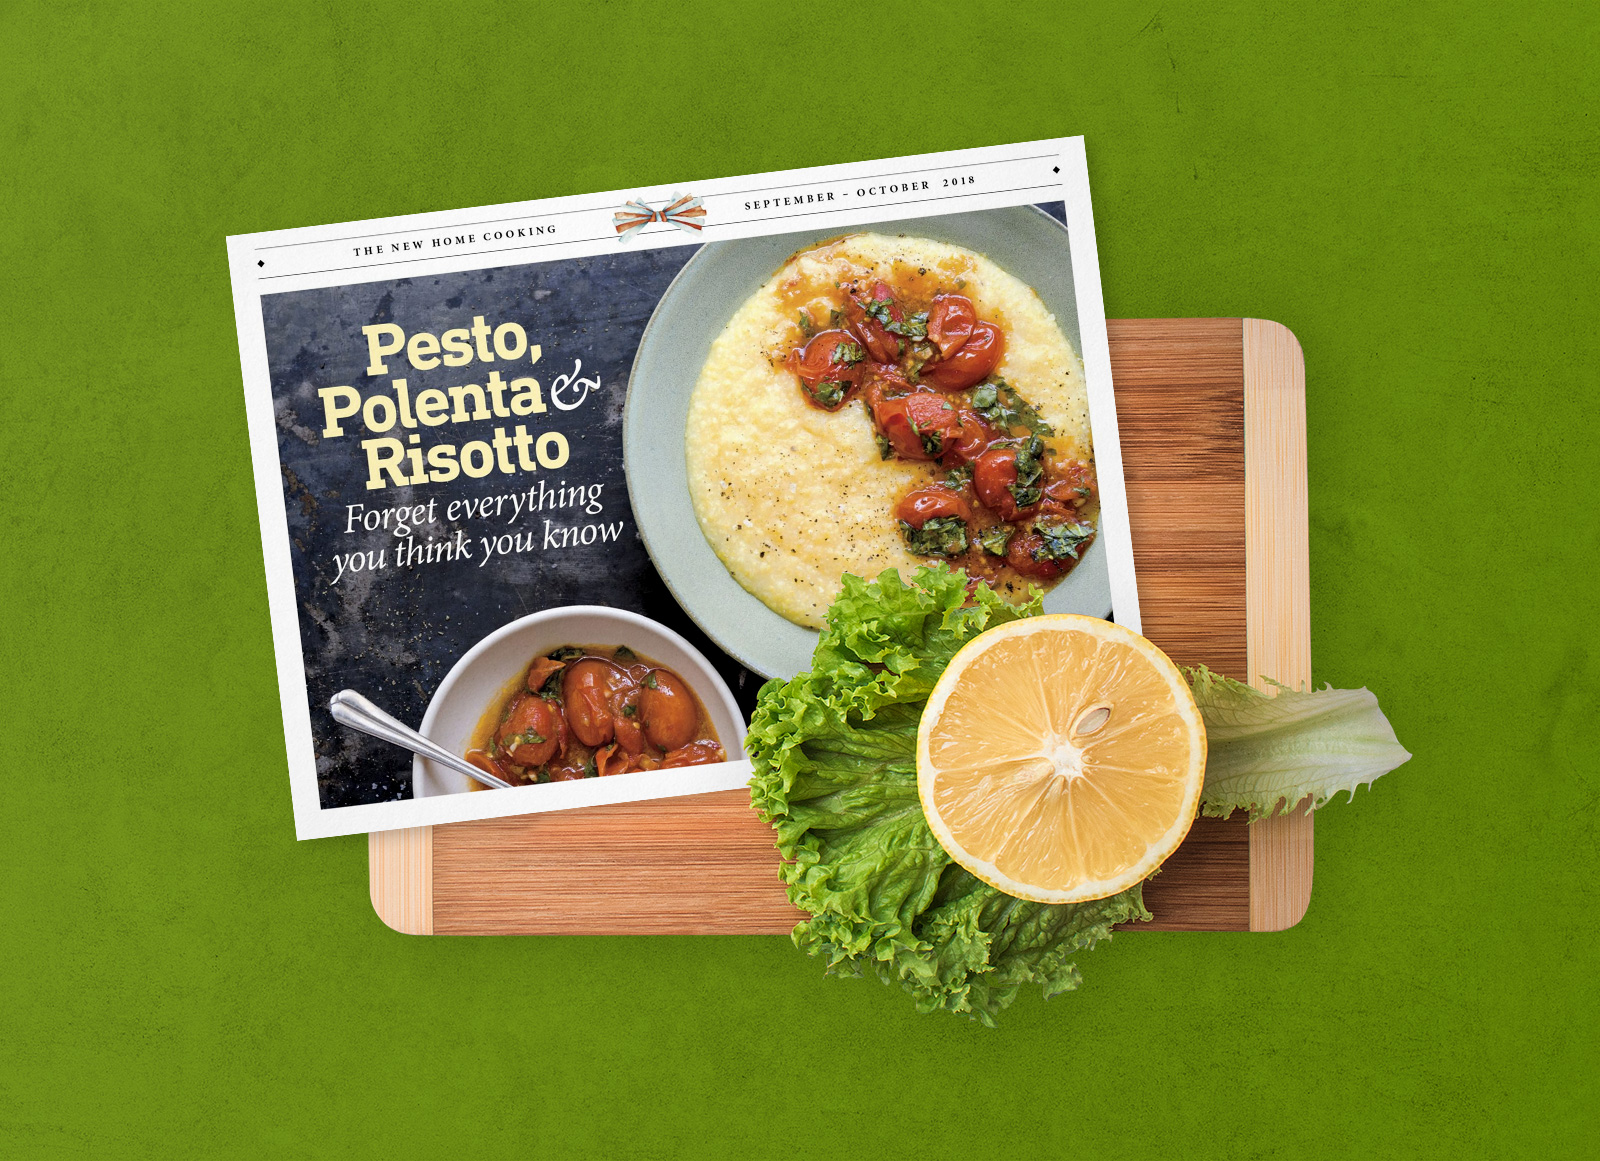 THE NEW HOME COOKING
SEPTEMBER – OCTOBER 2018
Pesto,
Polenta &
Risotto
Forget everything
you think you know